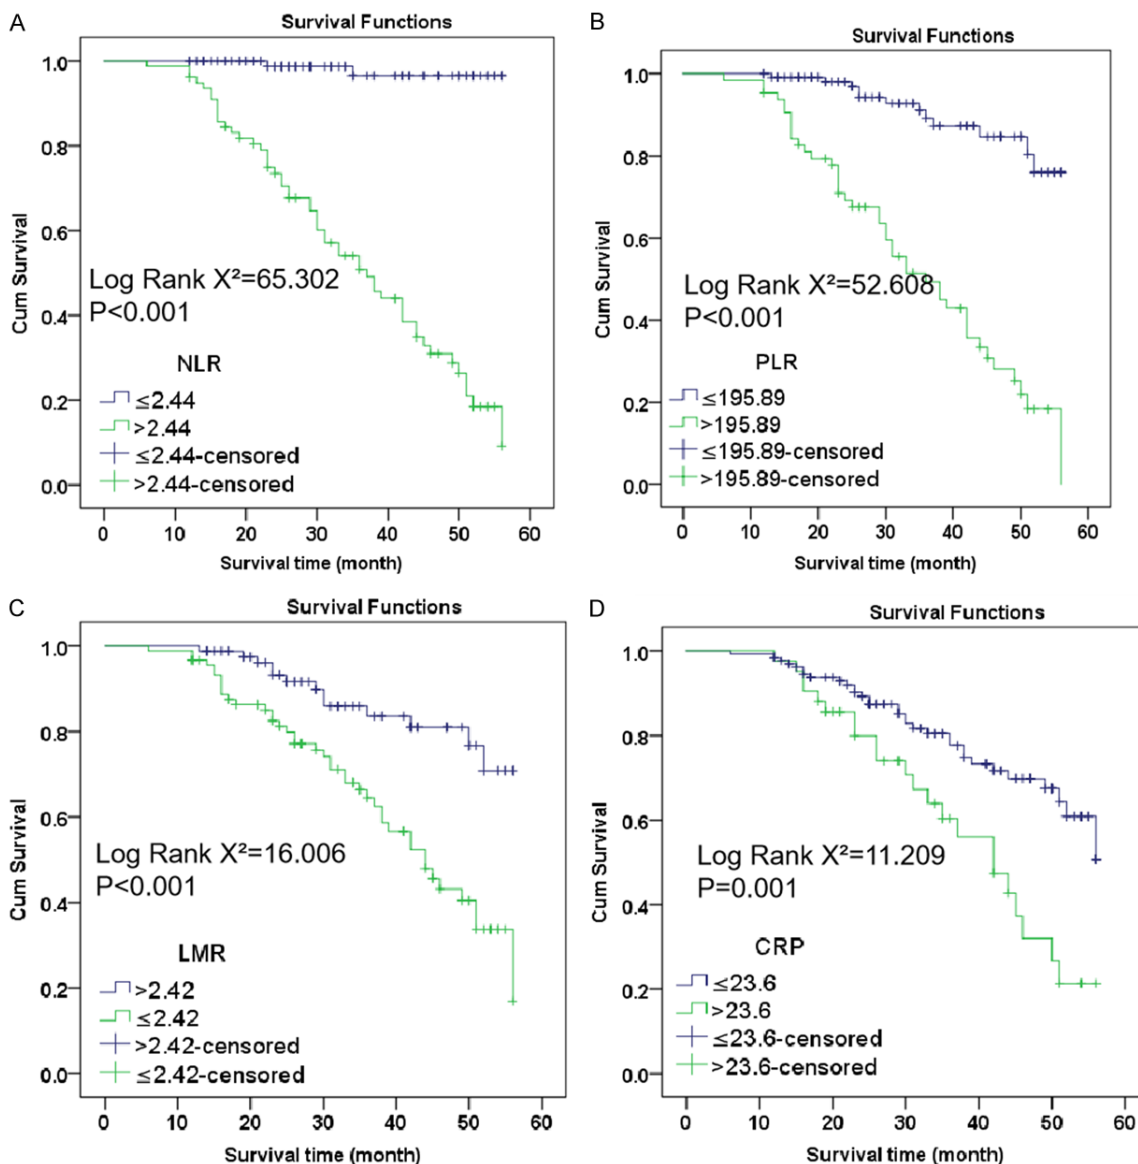 A
Survival Functions
Cum Survival
1.0
0.8
0.6
0.4
0.2
0.0
Log Rank X²=65.302
P<0.001
NLR
≤2.44
>2.44
≤2.44-censored
>2.44-censored
0 10 20 30 40 50 60
Survival time (month)
B
Survival Functions
Cum Survival
1.0
0.8
0.6
0.4
0.2
0.0
Log Rank X²=52.608
P<0.001
PLR
≤195.89
>195.89
≤195.89-censored
>195.89-censored
0 10 20 30 40 50 60
Survival time (month)
C
Survival Functions
Cum Survival
1.0
0.8
0.6
0.4
0.2
0.0
Log Rank X²=16.006
P<0.001
LMR
>2.42
≤2.42
>2.42-censored
≤2.42-censored
0 10 20 30 40 50 60
Survival time (month)
D
Survival Functions
Cum Survival
1.0
0.8
0.6
0.4
0.2
0.0
Log Rank X²=11.209
P=0.001
CRP
≤23.6
>23.6
≤23.6-censored
>23.6-censored
0 10 20 30 40 50 60
Survival time (month)